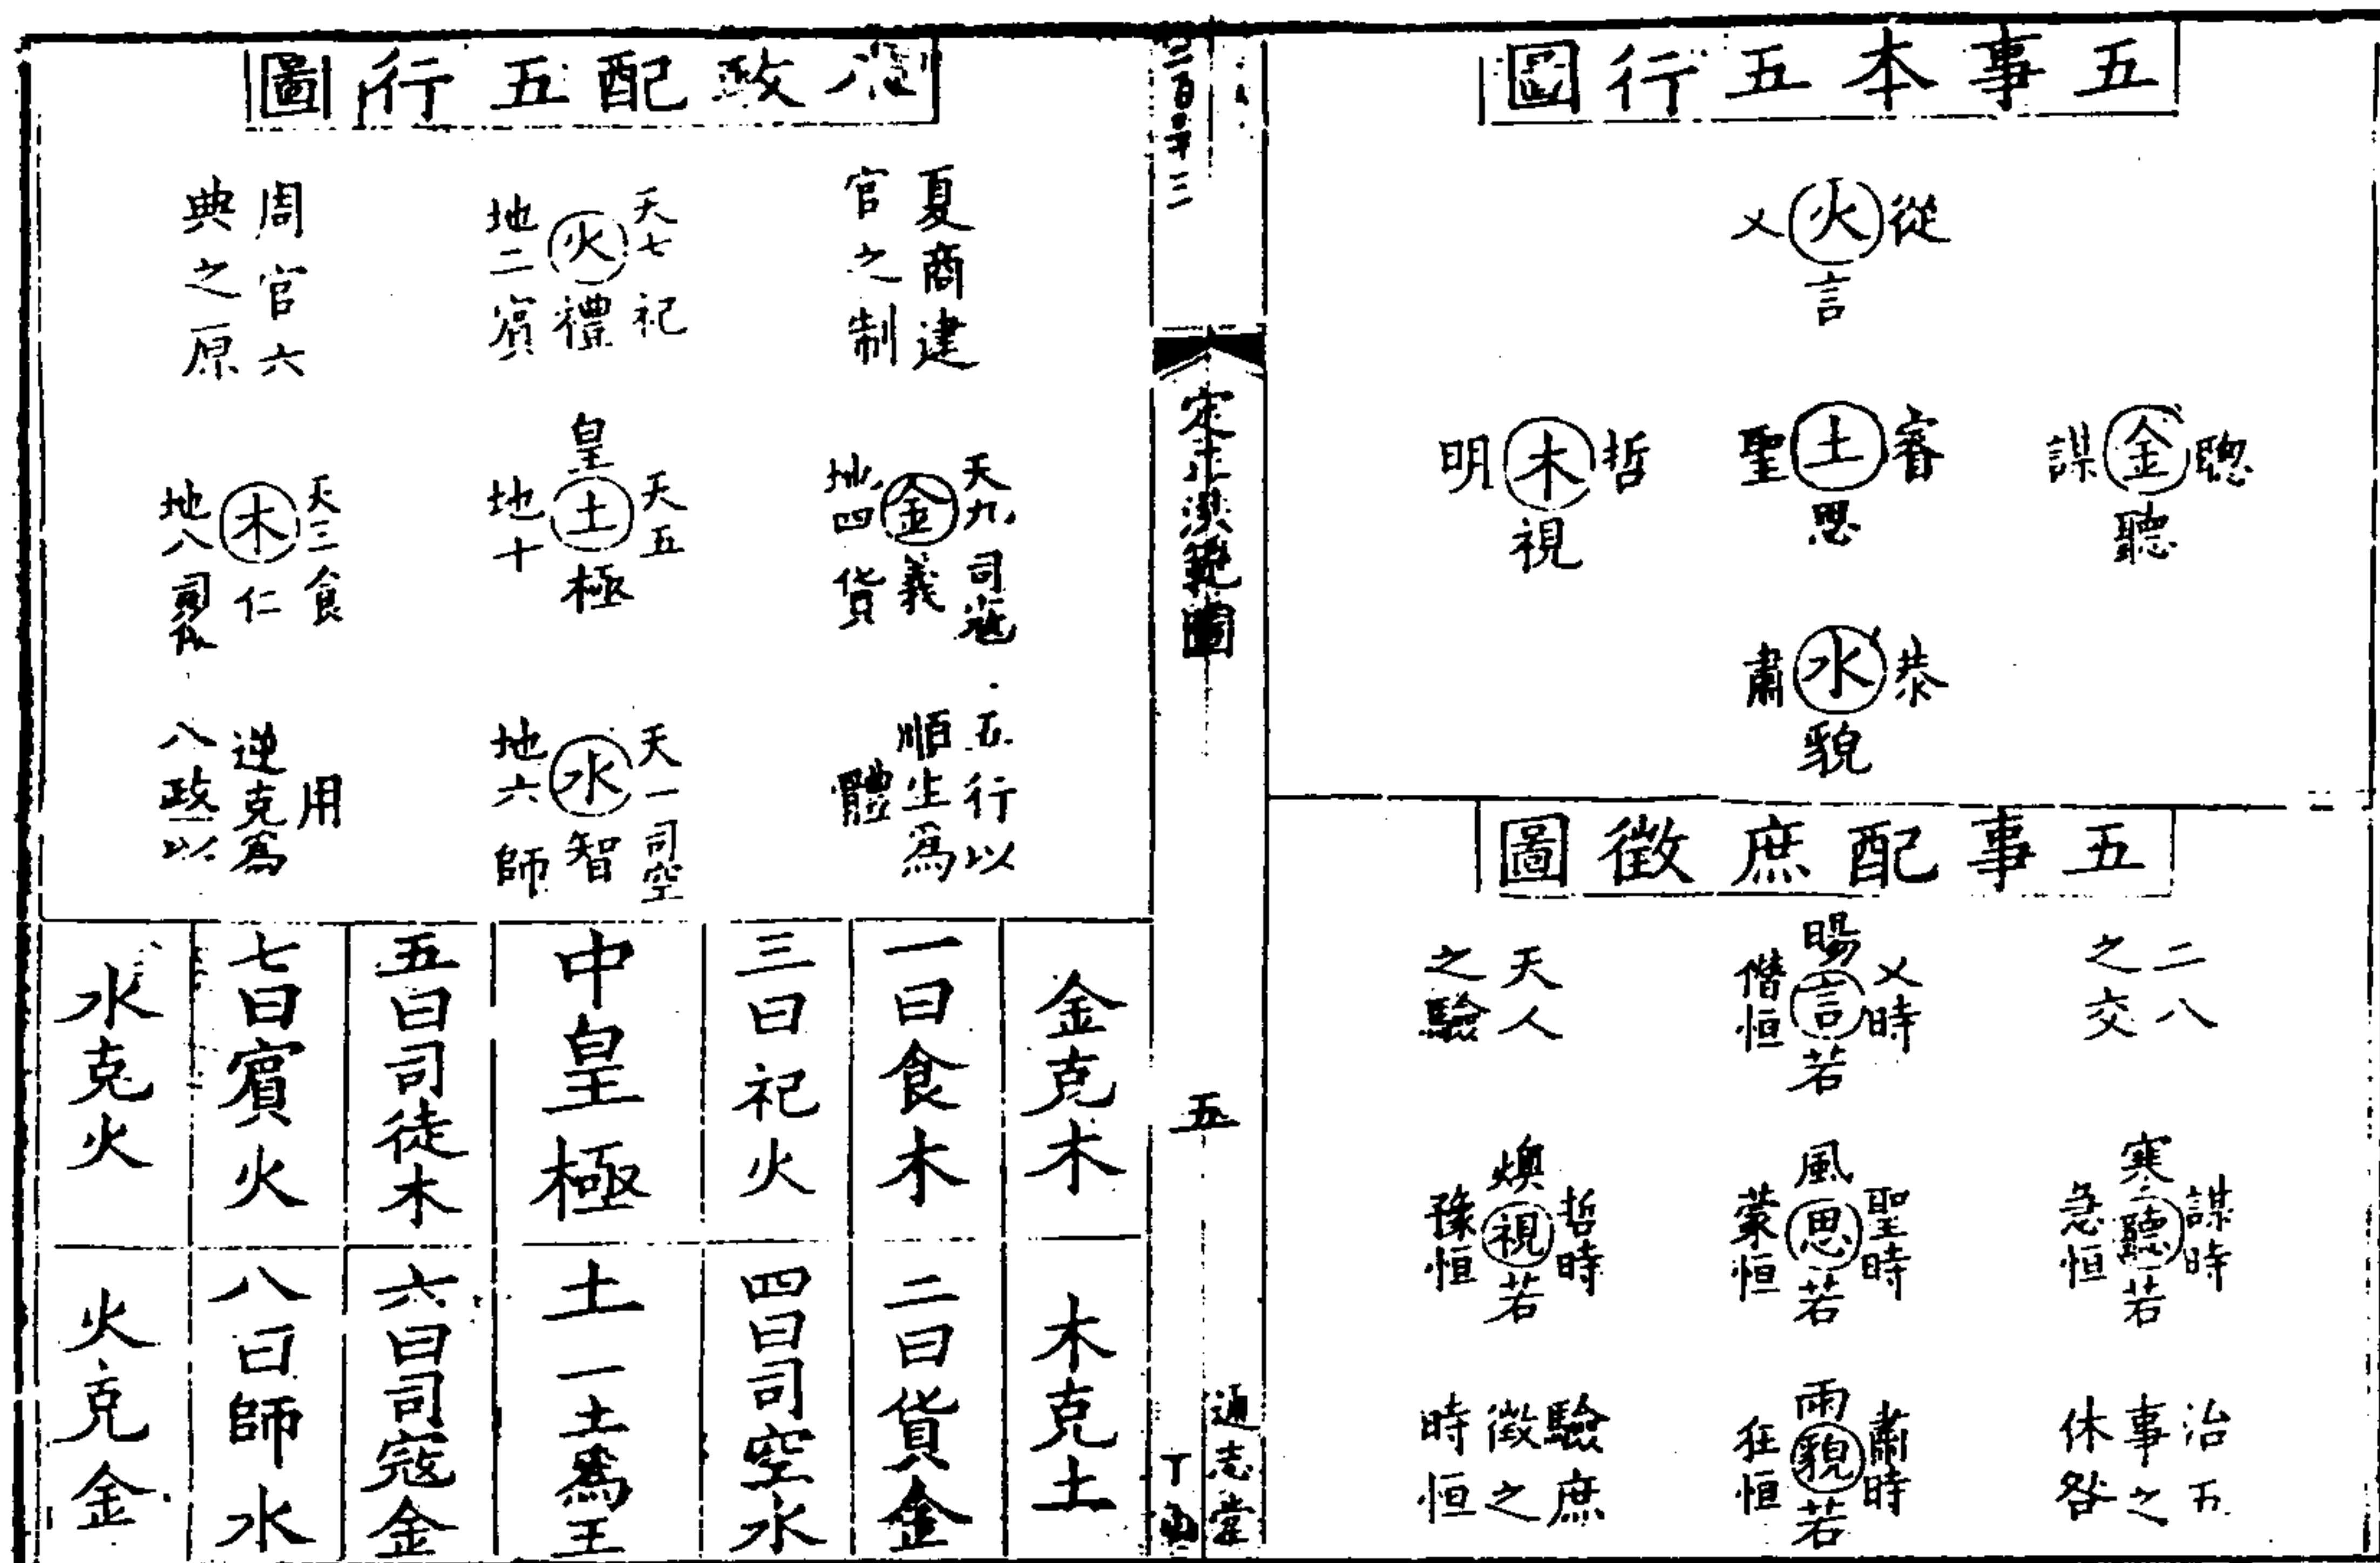 五事本五行圖
從火乂
言
聰金謀
聽
睿土聖
思
哲木明
視
恭水肅
貌
五事配庶徵圖
二八
之交
乂時
暘言若
僭恒
天人
之驗
謀時
寒聽若
急恒
聖時
風思若
蒙恒
哲時
燠視若
豫恒
治五
事之
休咎
肅時
雨貌若
狂恒
驗庶
徵之
時恒
定正洪範圖
五
通志堂
政配五行圖
夏商建
官之制
天七祀
火禮
地二賓
周官六
典之原
天九司寇
金義
地四貨
天五
皇土極
地十
天三食
木仁
地八司徒
五行以
順生為
體
天一司空
水智
地六師
用
逆克為
八政以
金克木
木克土
一曰食木
二曰貨金
三曰祀火
四曰司空水
中皇極
土一土為王
五曰司徒木
六曰司寇金
七曰賓火
八曰師水
水克火
火克金